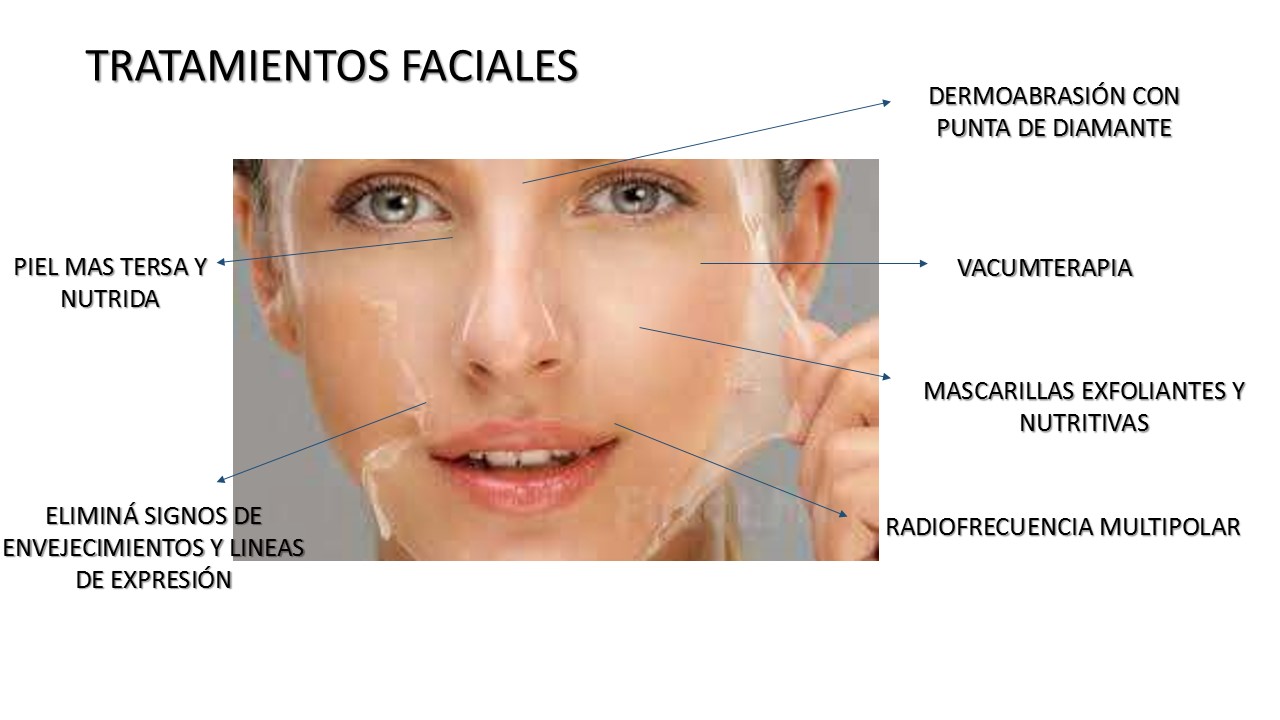 TRATAMIENTOS FACIALES
DERMOABRASIÓN CON
PUNTA DE DIAMANTE
PIEL MAS TERSA Y
NUTRIDA
VACUMTERAPIA
MASCARILLAS EXFOLIANTES Y
NUTRITIVAS
ELIMINÁ SIGNOS DE
ENVEJECIMIENTOS Y LINEAS
DE EXPRESIÓN
RADIOFRECUENCIA MULTIPOLAR